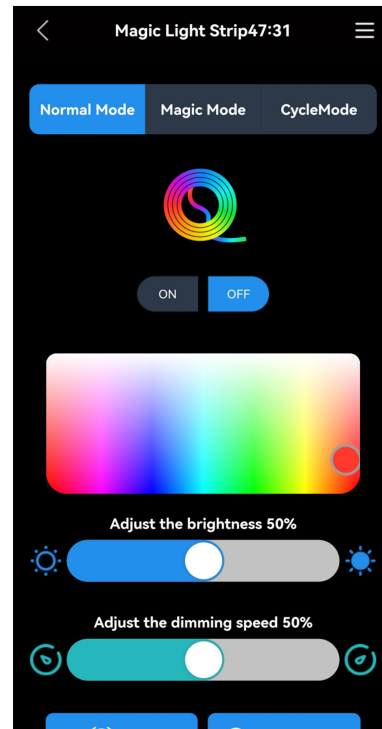 Magic Light Strip47:31
Normal Mode Magic Mode CycleMode
ON OFF
Adjust the brightness 50%
Adjust the dimming speed 50%